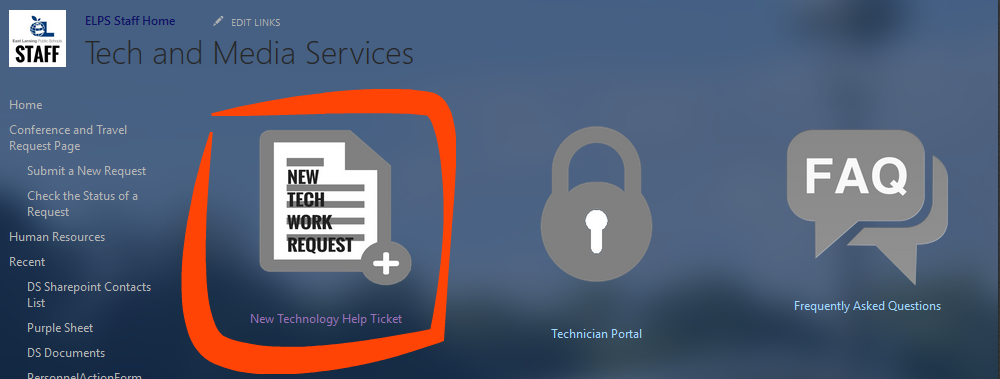 ELPS Staff Home
EDIT LINKS
East Lansing Public Schools
STAFF
Tech and Media Services
Home
Conference and Travel
Request Page
Submit a New Request
Check the Status of a
Request
Human Resources
Recent
DS Sharepoint Contacts
List
Purple Sheet
DS Documents
PersonnelActionForm
NEW
TECH
WORK
REQUEST
New Technology Help Ticket
Technician Portal
FAQ
Frequently Asked Questions